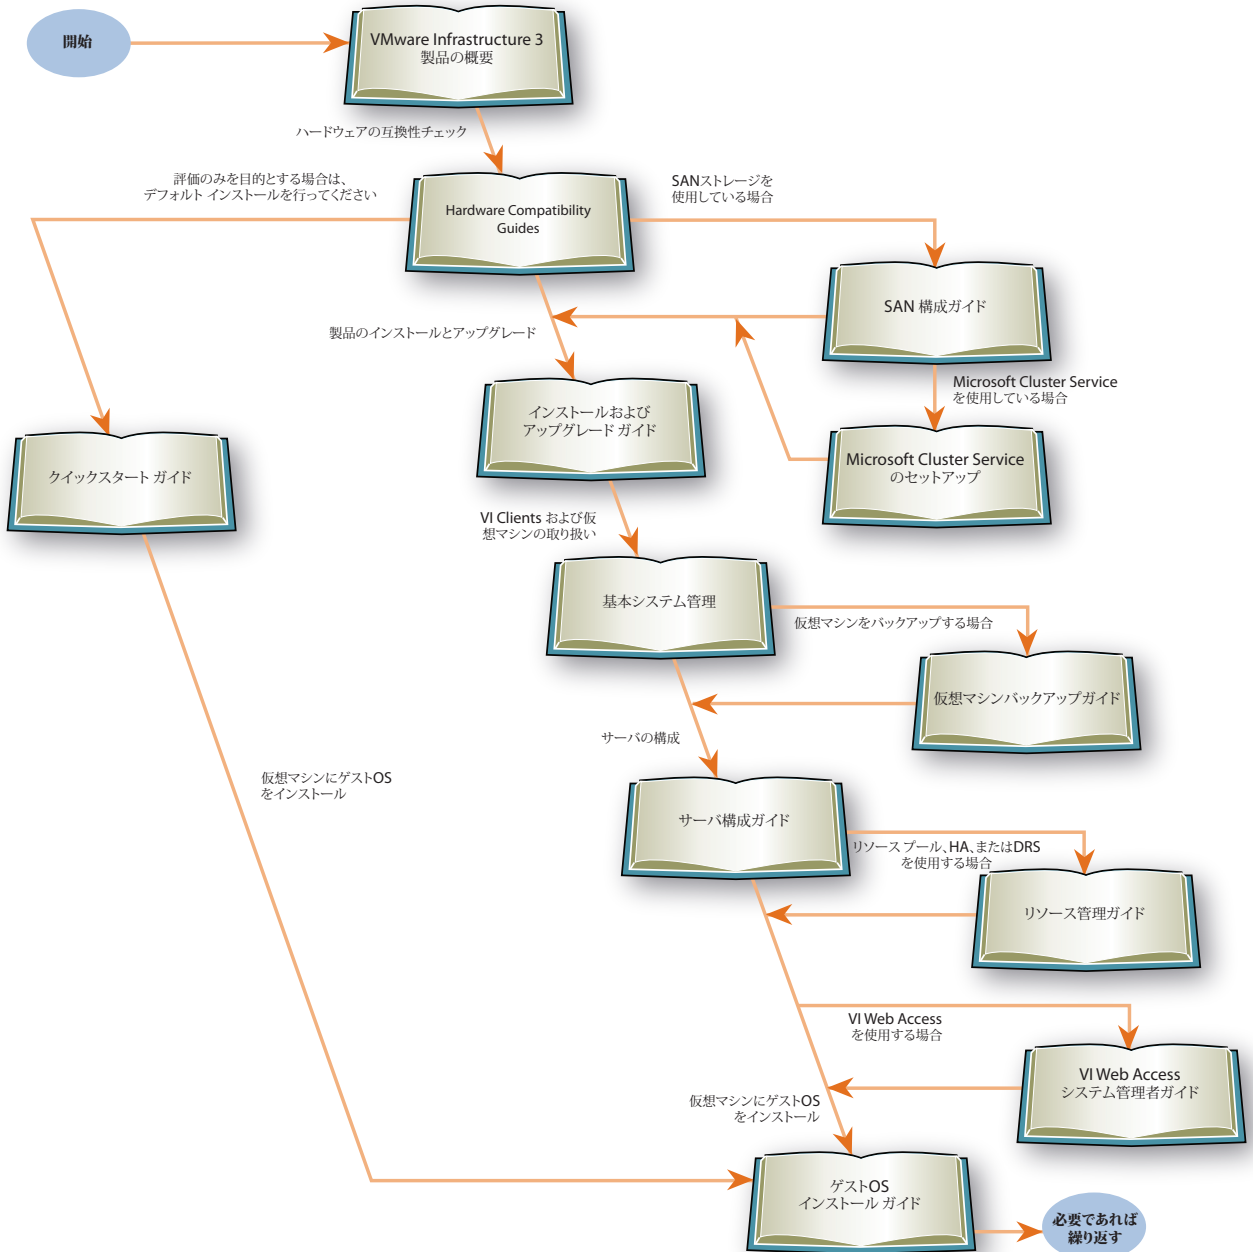 開始
VMware Infrastructure 3
製品の概要
ハードウェアの互換性チェック
評価のみを目的とする場合は、
デフォルト インストールを行ってください
Hardware Compatibility
Guides
SANストレージを
使用している場合
SAN 構成ガイド
製品のインストールとアップグレード
Microsoft Cluster Service
を使用している場合
インストールおよび
アップグレード ガイド
Microsoft Cluster Service
のセットアップ
クイックスタート ガイド
VI Clients および仮
想マシンの取り扱い
基本システム管理
仮想マシンをバックアップする場合
仮想マシンバックアップガイド
サーバの構成
仮想マシンにゲストOS
をインストール
サーバ構成ガイド
リソース プール、HA、またはDRS
を使用する場合
リソース管理ガイド
VI Web Access
を使用する場合
VI Web Access
システム管理者ガイド
仮想マシンにゲストOS
をインストール
ゲストOS
インストール ガイド
必要であれば
繰り返す